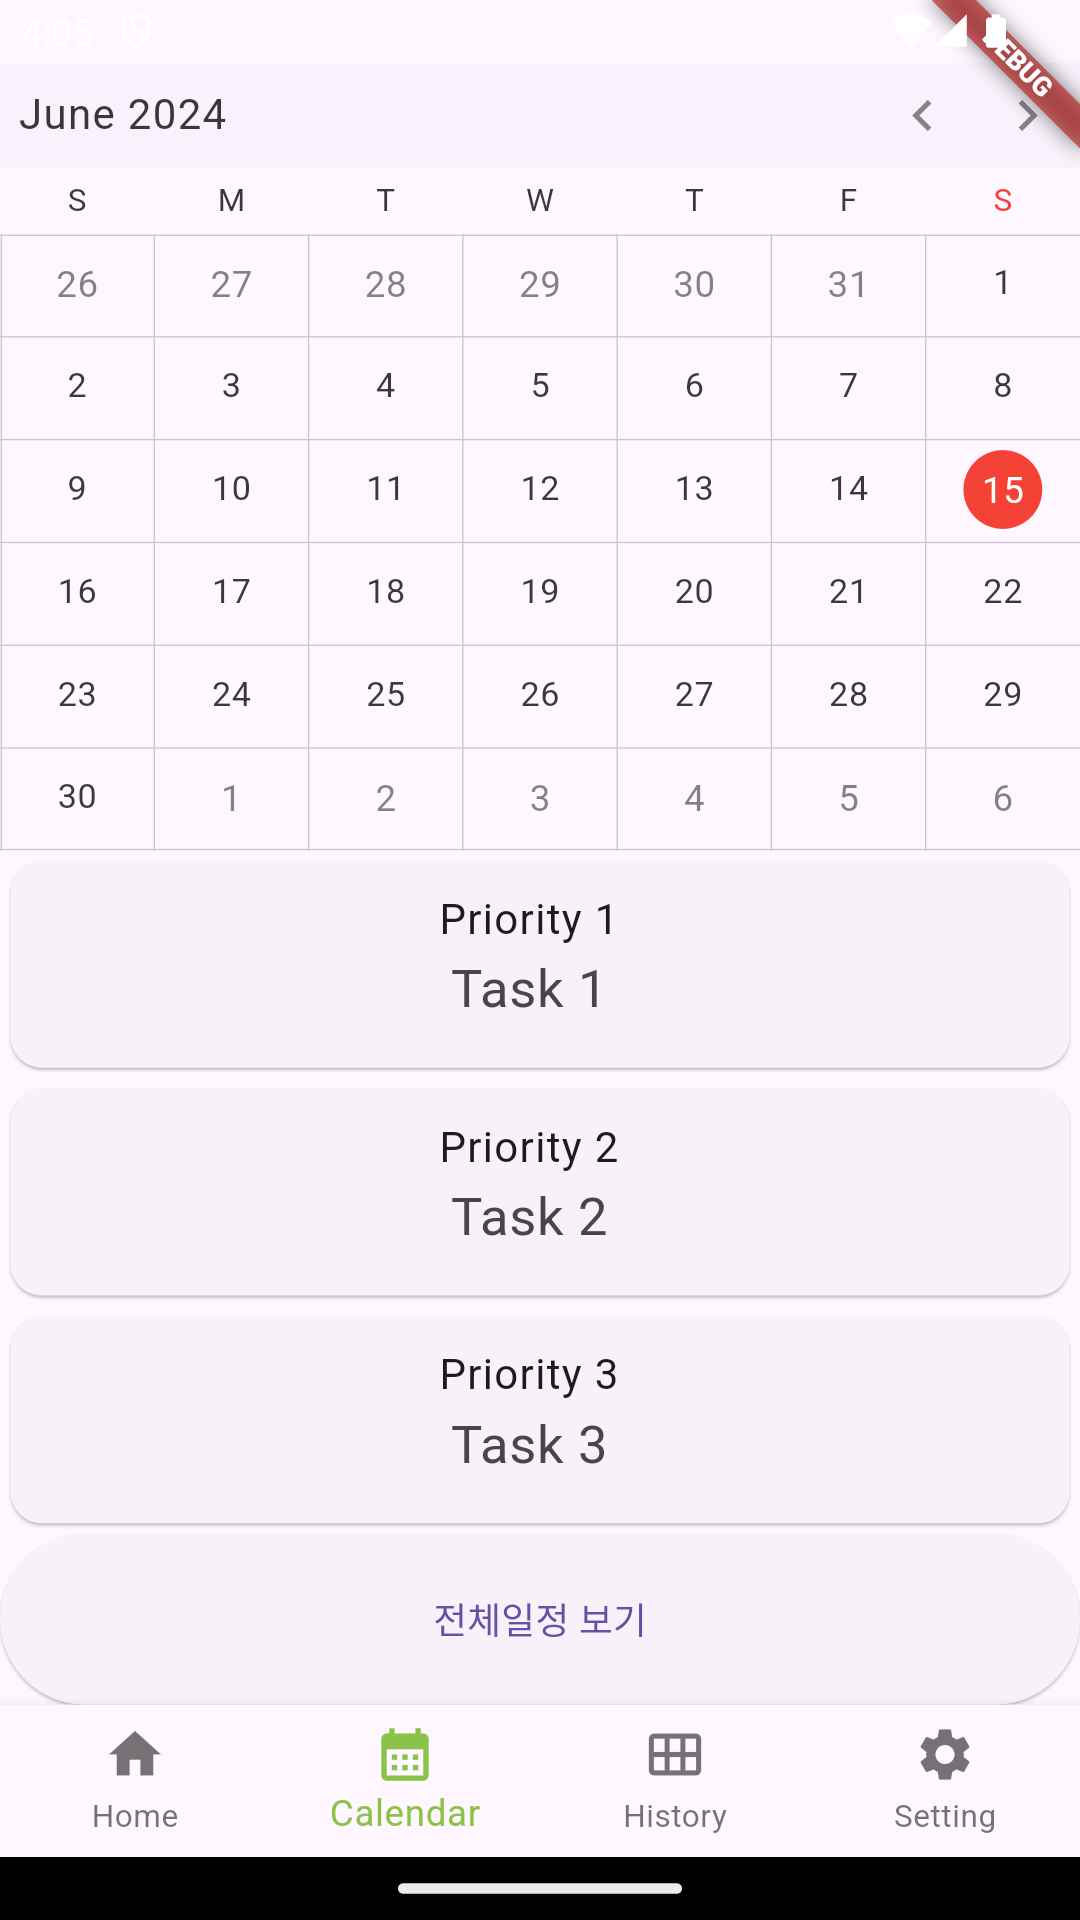 4:05
EBUG
June 2024
S M T W T F S
26 27 28 29 30 31 1
2 3 4 5 6 7 8
9 10 11 12 13 14 15
16 17 18 19 20 21 22
23 24 25 26 27 28 29
30 1 2 3 4 5 6
Priority 1
Task 1
Priority 2
Task 2
Priority 3
Task 3
전체일정 보기
Home Calendar History Setting